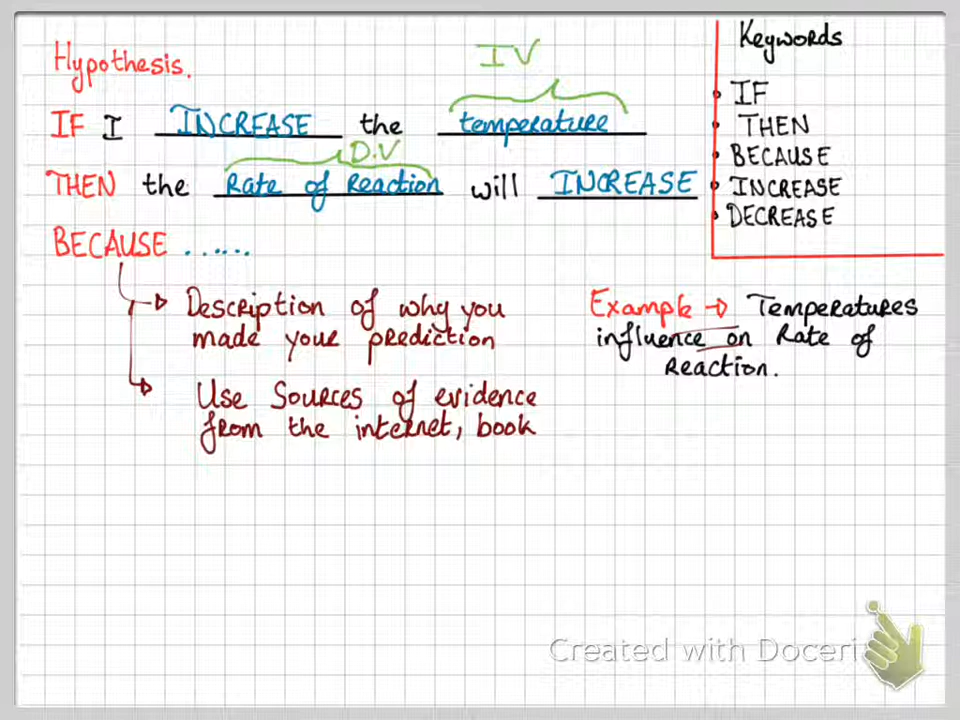 Hypothesis.
IV
IF I INCREASE the temperature
D.V
THEN the Rate of Reaction will INCREASE
BECAUSE ......
Description of why you
made your prediction
Use Sources of evidence
from the internet, book
Keywords
• IF
• THEN
• BECAUSE
• INCREASE
• DECREASE
Example → Temperatures
influence on Rate of
Reaction.
Created with Doceri